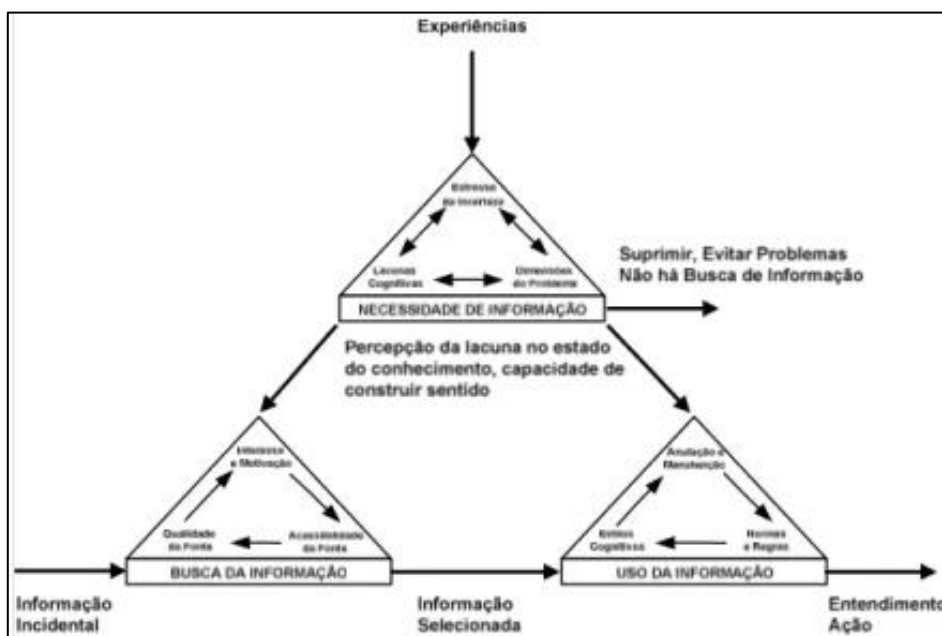 Experiências
Estresse
da Incerteza
Lacunas
Cognitivas
Dimensões
do Problema
NECESSIDADE DE INFORMAÇÃO
Suprimir, Evitar Problemas
Não há Busca de Informação
Percepção da lacuna no estado
do conhecimento, capacidade de
construir sentido
Interesse
e Motivação
Qualidade
da Fonte
Acessibilidade
da Fonte
BUSCA DA INFORMAÇÃO
Anulação e
Manutenção
Estilos
Cognitivos
Normas
e Regras
USO DA INFORMAÇÃO
Informação
Incidental
Informação
Selecionada
Entendimento
Ação